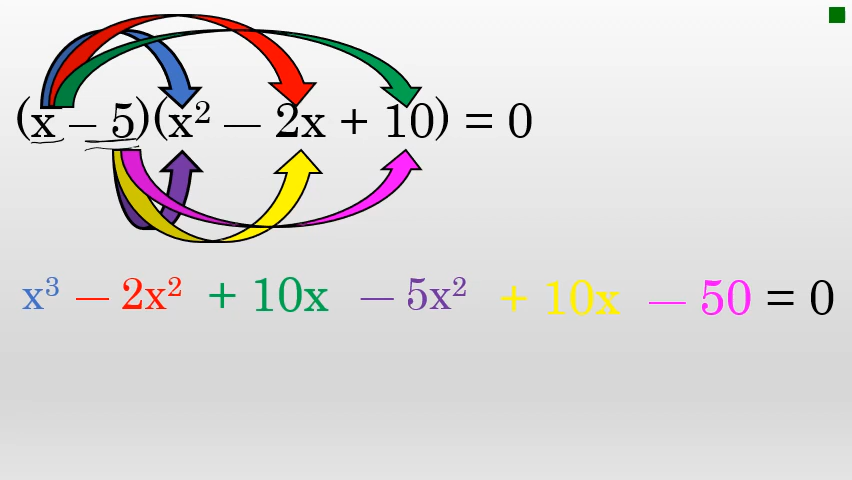 (x – 5)(x² – 2x + 10) = 0
x³ – 2x² + 10x – 5x² + 10x – 50 = 0